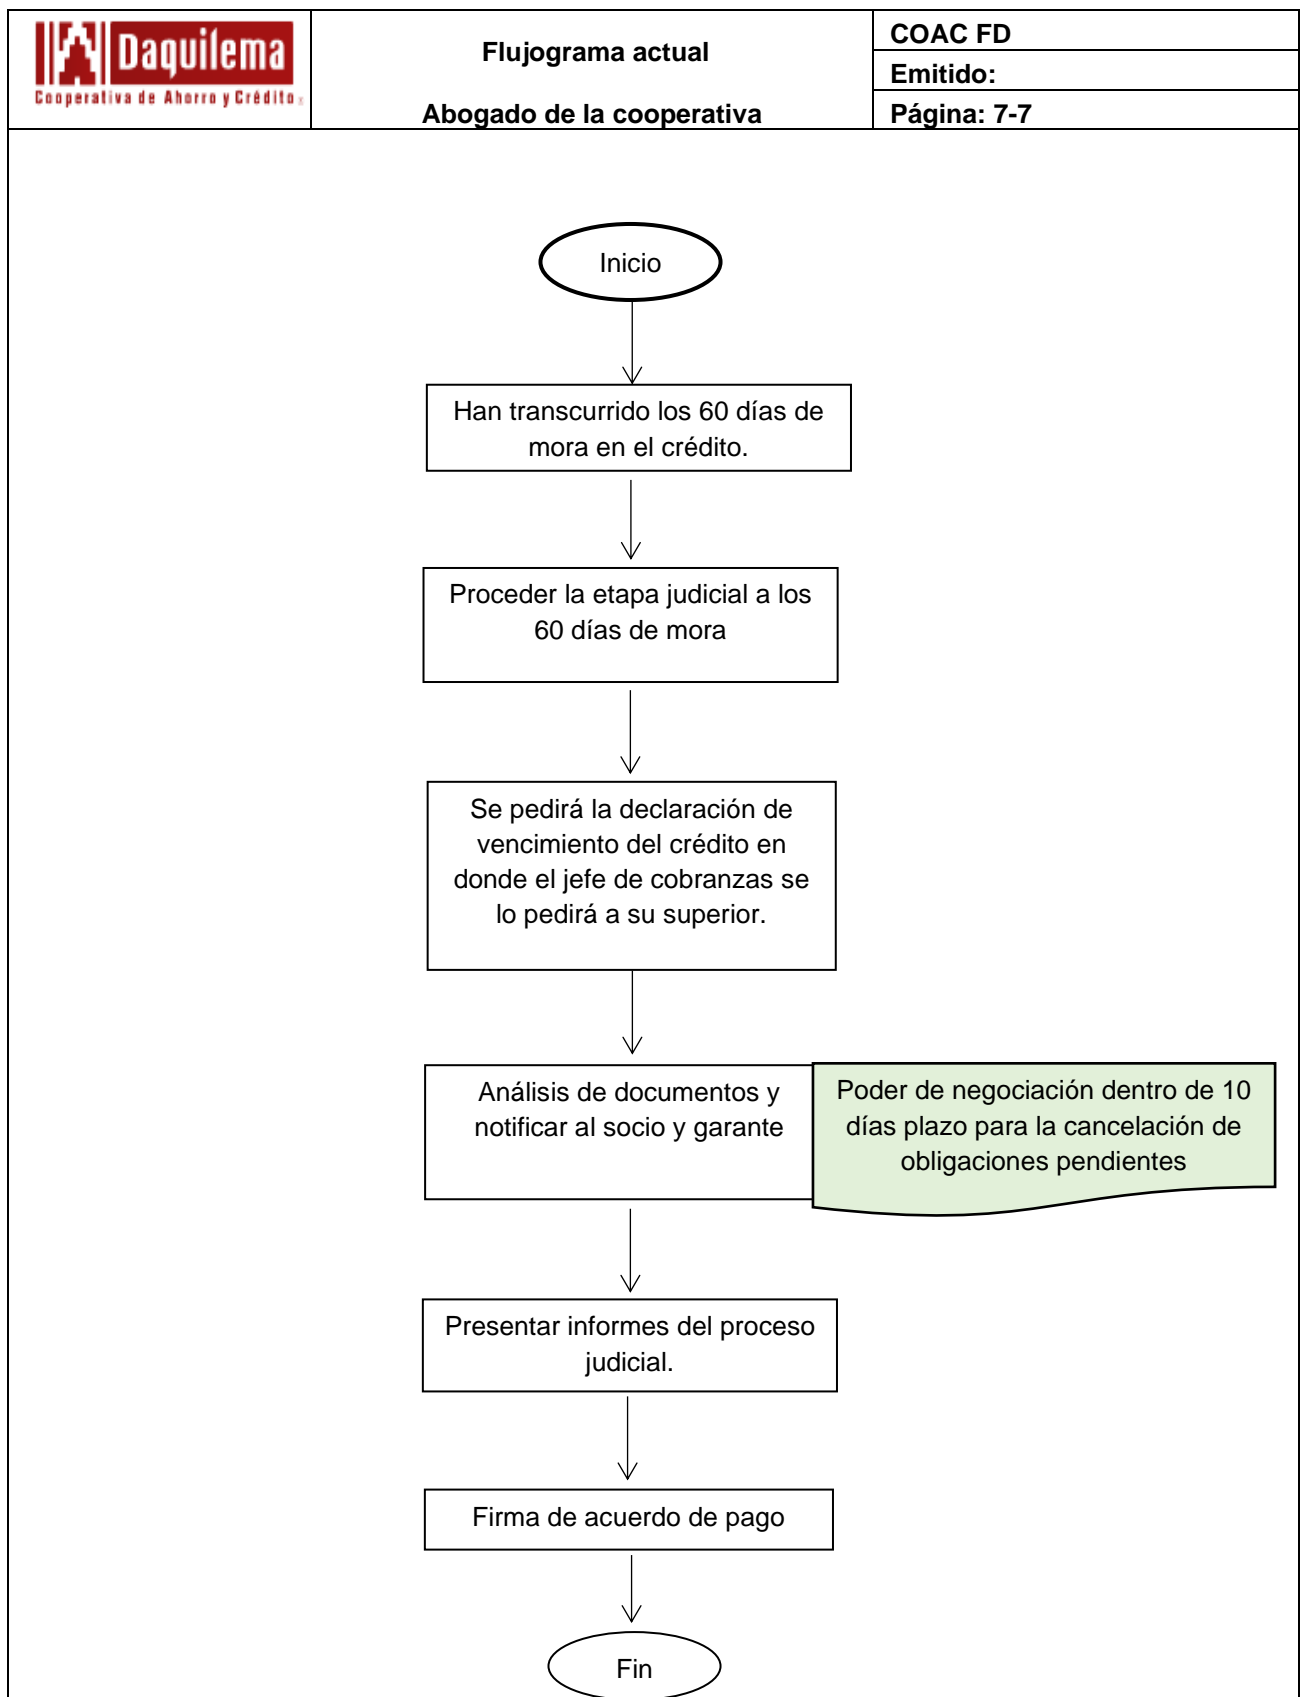 Daquilema
Cooperativa de Ahorro y Crédito
Flujograma actual
Abogado de la cooperativa
COAC FD
Emitido:
Página: 7-7
Inicio
Han transcurrido los 60 días de
mora en el crédito.
Proceder la etapa judicial a los
60 días de mora
Se pedirá la declaración de
vencimiento del crédito en
donde el jefe de cobranzas se
lo pedirá a su superior.
Análisis de documentos y
notificar al socio y garante
Poder de negociación dentro de 10
días plazo para la cancelación de
obligaciones pendientes
Presentar informes del proceso
judicial.
Firma de acuerdo de pago
Fin